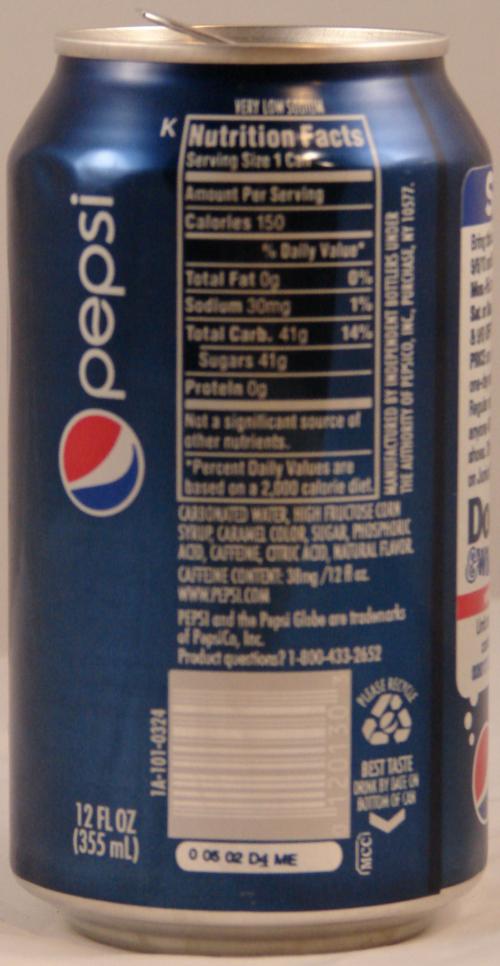 pepsi
VERY LOW SODIUM
K
Nutrition Facts
Serving Size 1 Can
Amount Per Serving
Calories 150
% Daily Value*
Total Fat 0g 0%
Sodium 30mg 1%
Total Carb. 41g 14%
Sugars 41g
Protein 0g
Not a significant source of
other nutrients.
*Percent Daily Values are
based on a 2,000 calorie diet.
MANUFACTURED BY INDEPENDENT BOTTLERS UNDER
THE AUTHORITY OF PEPSICO, INC., PURCHASE, NY 10577.
CARBONATED WATER, HIGH FRUCTOSE CORN
SYRUP, CARAMEL COLOR, SUGAR, PHOSPHORIC
ACID, CAFFEINE, CITRIC ACID, NATURAL FLAVOR.
CAFFEINE CONTENT: 38mg/12 fl oz.
WWW.PEPSI.COM
PEPSI and the Pepsi Globe are trademarks
of PepsiCo, Inc.
Product questions? 1-800-433-2652
1A-101-0324
120130
PLEASE RECYCLE
BEST TASTE
DRINK BY DATE ON
BOTTOM OF CAN
MCC
12 FL OZ
(355 mL)
0 05 02 D4 ME